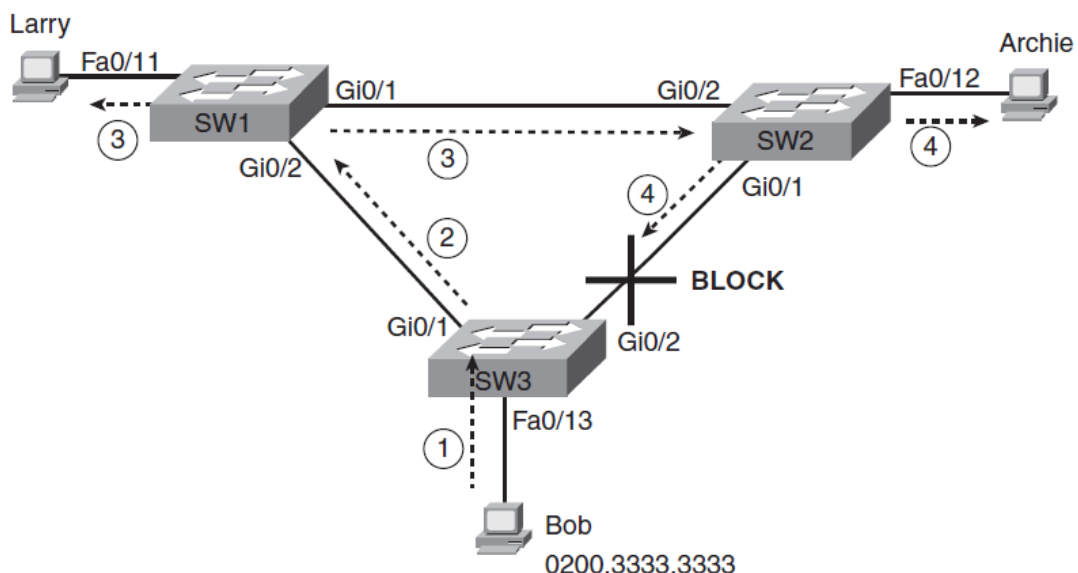 Larry
Archie
Fa0/11
Fa0/12
Gi0/1
Gi0/2
SW1
SW2
3
3
4
Gi0/2
Gi0/1
4
2
BLOCK
Gi0/1
Gi0/2
SW3
Fa0/13
1
Bob
0200.3333.3333